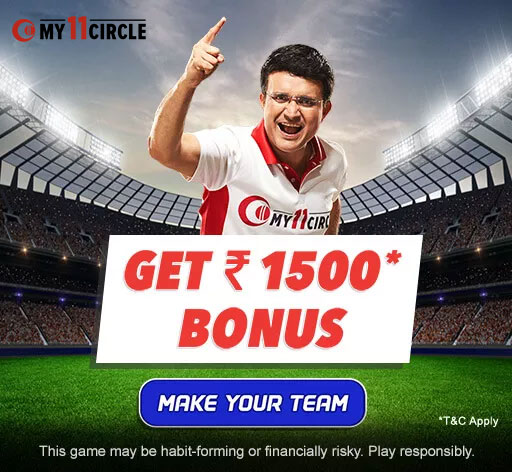 MY11CIRCLE
MY11CIRC
GET ₹ 1500*
BONUS
MAKE YOUR TEAM
*T&C Apply
This game may be habit-forming or financially risky. Play responsibly.